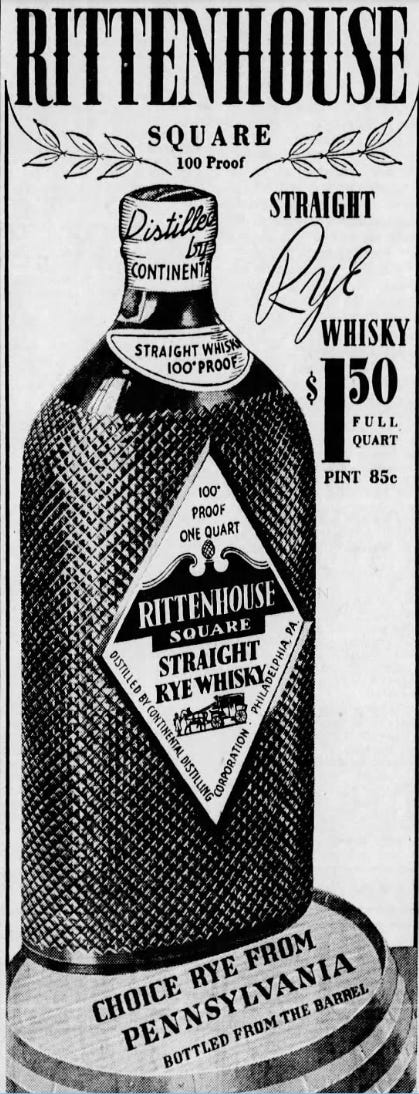 RITTENHOUSE
SQUARE
100 Proof
STRAIGHT
Rye
WHISKY
$1.50
FULL
QUART
PINT 85c
Distilled
by
CONTINENTA
STRAIGHT WHISK
100° PROOF
100°
PROOF
ONE QUART
RITTENHOUSE
SQUARE
STRAIGHT
RYE WHISKY
DISTILLED BY CONTINENTAL DISTILLING
CORPORATION PHILADELPHIA, PA.
CHOICE RYE FROM
PENNSYLVANIA
BOTTLED FROM THE BARREL